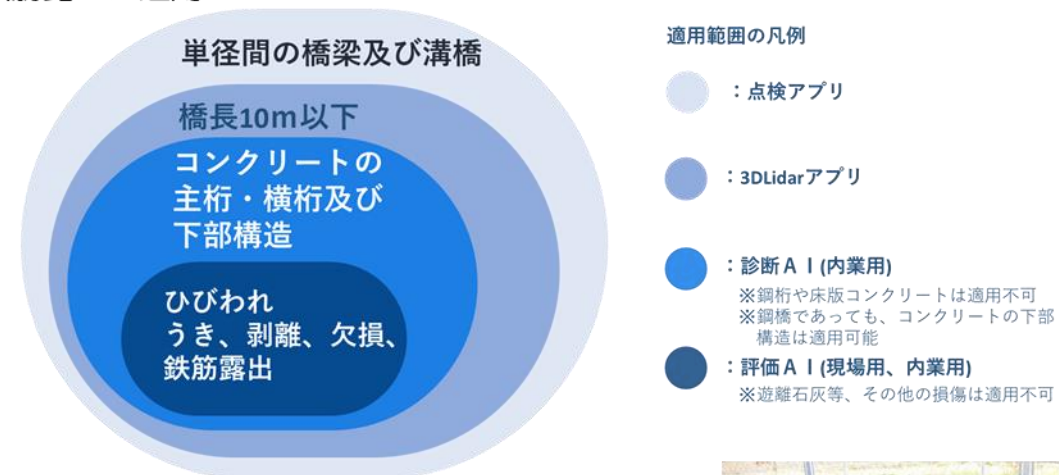 単径間の橋梁及び溝橋
橋長10m以下
コンクリートの
主桁・横桁及び
下部構造
ひびわれ
うき、剥離、欠損、
鉄筋露出
適用範囲の凡例
：点検アプリ
：3DLidarアプリ
：診断ＡＩ(内業用)
※鋼桁や床版コンクリートは適用不可
※鋼橋であっても、コンクリートの下部
構造は適用可能
：評価ＡＩ(現場用、内業用)
※遊離石灰等、その他の損傷は適用不可